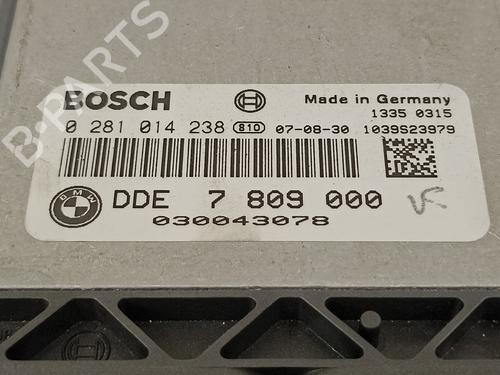 B-PARTS
BOSCH
Made in Germany
1335 0315
0 281 014 238 810 07-08-30 1039S23979
BMW
DDE 7 809 000
030043078